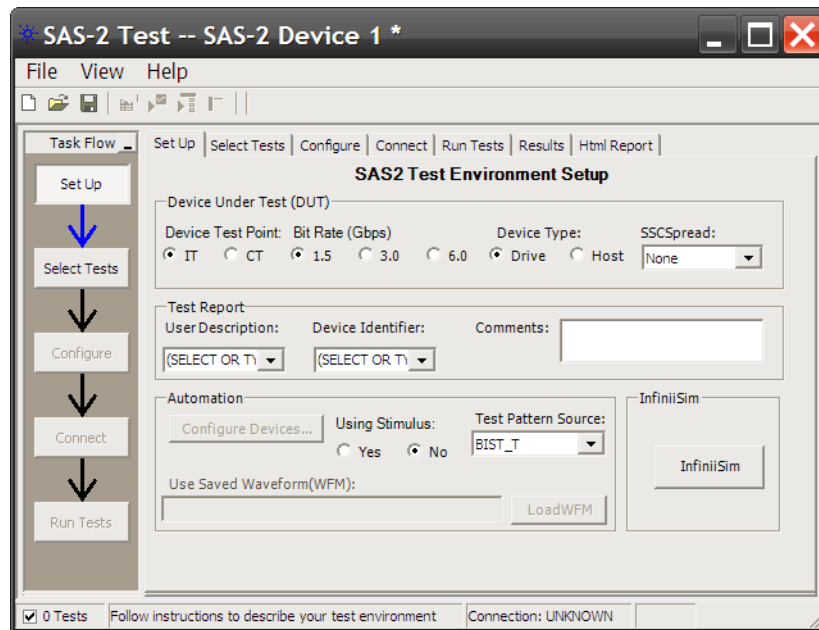 SAS-2 Test -- SAS-2 Device 1 *
File View Help
Task Flow
Set Up
Select Tests
Configure
Connect
Run Tests
Set Up Select Tests Configure Connect Run Tests Results Html Report
SAS2 Test Environment Setup
Device Under Test (DUT)
Device Test Point: Bit Rate (Gbps) Device Type: SSCSpread:
IT CT 1.5 3.0 6.0 Drive Host None
Test Report
User Description: Device Identifier: Comments:
(SELECT OR TY (SELECT OR TY
Automation
Configure Devices... Using Stimulus: Test Pattern Source:
Yes No BIST_T
Use Saved Waveform(WFM):
LoadWFM
InfiniiSim
InfiniiSim
0 Tests Follow instructions to describe your test environment Connection: UNKNOWN